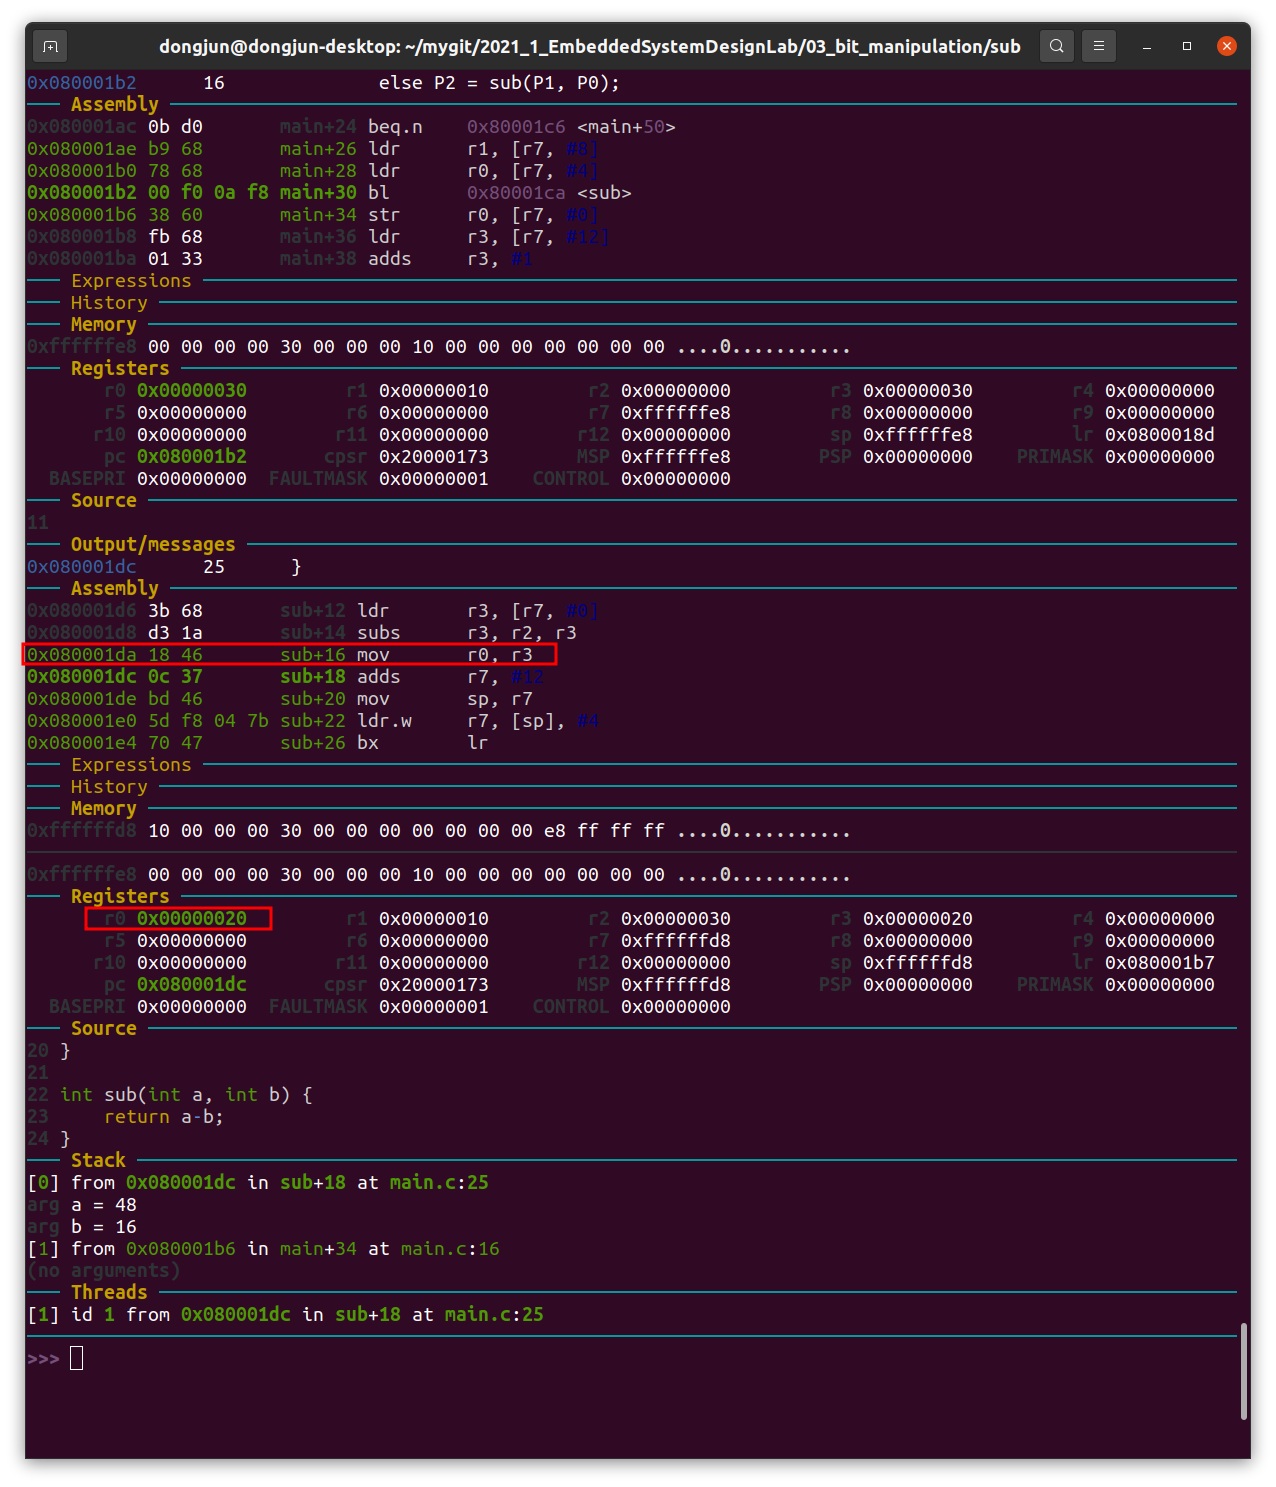 dongjun@dongjun-desktop: ~/mygit/2021_1_EmbeddedSystemDesignLab/03_bit_manipulation/sub
0x080001b2 16 else P2 = sub(P1, P0);
Assembly
0x080001ac 0b d0 main+24 beq.n 0x80001c6 <main+50>
0x080001ae b9 68 main+26 ldr r1, [r7, #8]
0x080001b0 78 68 main+28 ldr r0, [r7, #4]
0x080001b2 00 f0 0a f8 main+30 bl 0x80001ca <sub>
0x080001b6 38 60 main+34 str r0, [r7, #0]
0x080001b8 fb 68 main+36 ldr r3, [r7, #12]
0x080001ba 01 33 main+38 adds r3, #1
Expressions
History
Memory
0xffffffe8 00 00 00 00 30 00 00 00 10 00 00 00 00 00 00 00 ....0...........
Registers
r0 0x00000030 r1 0x00000010 r2 0x00000000 r3 0x00000030 r4 0x00000000
r5 0x00000000 r6 0x00000000 r7 0xffffffe8 r8 0x00000000 r9 0x00000000
r10 0x00000000 r11 0x00000000 r12 0x00000000 sp 0xffffffe8 lr 0x0800018d
pc 0x080001b2 cpsr 0x20000173 MSP 0xffffffe8 PSP 0x00000000 PRIMASK 0x00000000
BASEPRI 0x00000000 FAULTMASK 0x00000001 CONTROL 0x00000000
Source
11
Output/messages
0x080001dc 25 }
Assembly
0x080001d6 3b 68 sub+12 ldr r3, [r7, #0]
0x080001d8 d3 1a sub+14 subs r3, r2, r3
0x080001da 18 46 sub+16 mov r0, r3
0x080001dc 0c 37 sub+18 adds r7, #12
0x080001de bd 46 sub+20 mov sp, r7
0x080001e0 5d f8 04 7b sub+22 ldr.w r7, [sp], #4
0x080001e4 70 47 sub+26 bx lr
Expressions
History
Memory
0xffffffd8 10 00 00 00 30 00 00 00 00 00 00 00 e8 ff ff ff ....0...........
0xffffffe8 00 00 00 00 30 00 00 00 10 00 00 00 00 00 00 00 ....0...........
Registers
r0 0x00000020 r1 0x00000010 r2 0x00000030 r3 0x00000020 r4 0x00000000
r5 0x00000000 r6 0x00000000 r7 0xffffffd8 r8 0x00000000 r9 0x00000000
r10 0x00000000 r11 0x00000000 r12 0x00000000 sp 0xffffffd8 lr 0x080001b7
pc 0x080001dc cpsr 0x20000173 MSP 0xffffffd8 PSP 0x00000000 PRIMASK 0x00000000
BASEPRI 0x00000000 FAULTMASK 0x00000001 CONTROL 0x00000000
Source
20 }
21
22 int sub(int a, int b) {
23 return a-b;
24 }
Stack
[0] from 0x080001dc in sub+18 at main.c:25
arg a = 48
arg b = 16
[1] from 0x080001b6 in main+34 at main.c:16
(no arguments)
Threads
[1] id 1 from 0x080001dc in sub+18 at main.c:25
>>>